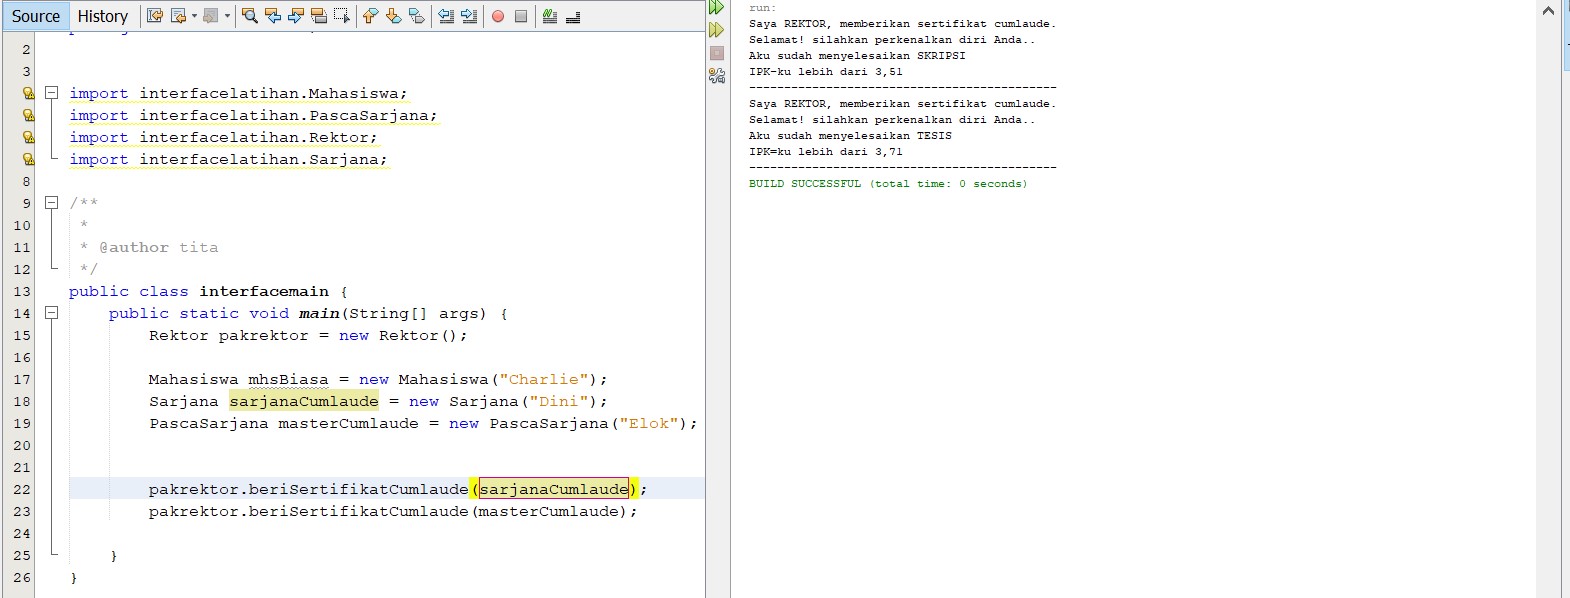 Source History
2
3
import interfacelatihan.Mahasiswa;
import interfacelatihan.PascaSarjana;
import interfacelatihan.Rektor;
import interfacelatihan.Sarjana;
8
9 /**
10 *
11 * @author tita
12 */
13 public class interfacemain {
14 public static void main(String[] args) {
15 Rektor pakrektor = new Rektor();
16
17 Mahasiswa mhsBiasa = new Mahasiswa("Charlie");
18 Sarjana sarjanaCumlaude = new Sarjana("Dini");
19 PascaSarjana masterCumlaude = new PascaSarjana("Elok");
20
21
22 pakrektor.beriSertifikatCumlaude(sarjanaCumlaude);
23 pakrektor.beriSertifikatCumlaude(masterCumlaude);
24
25 }
26 }
run:
Saya REKTOR, memberikan sertifikat cumlaude.
Selamat! silahkan perkenalkan diri Anda..
Aku sudah menyelesaikan SKRIPSI
IPK-ku lebih dari 3,51
--------------------------------------------
Saya REKTOR, memberikan sertifikat cumlaude.
Selamat! silahkan perkenalkan diri Anda..
Aku sudah menyelesaikan TESIS
IPK=ku lebih dari 3,71
--------------------------------------------
BUILD SUCCESSFUL (total time: 0 seconds)